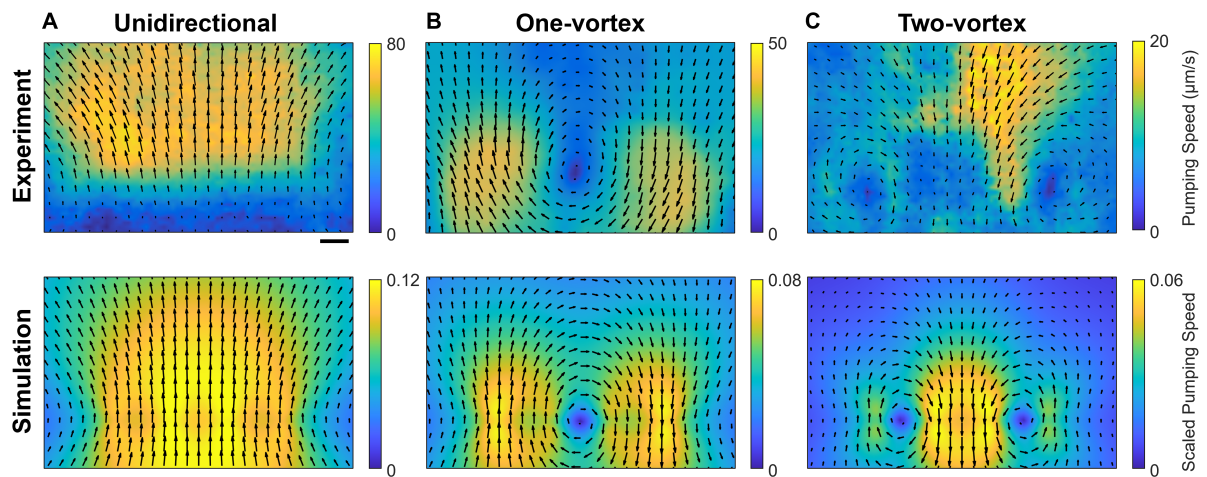 A Unidirectional
B One-vortex
C Two-vortex
Experiment
80
0
50
0
20
0
Pumping Speed (µm/s)
Simulation
0.12
0
0.08
0
0.06
0
Scaled Pumping Speed